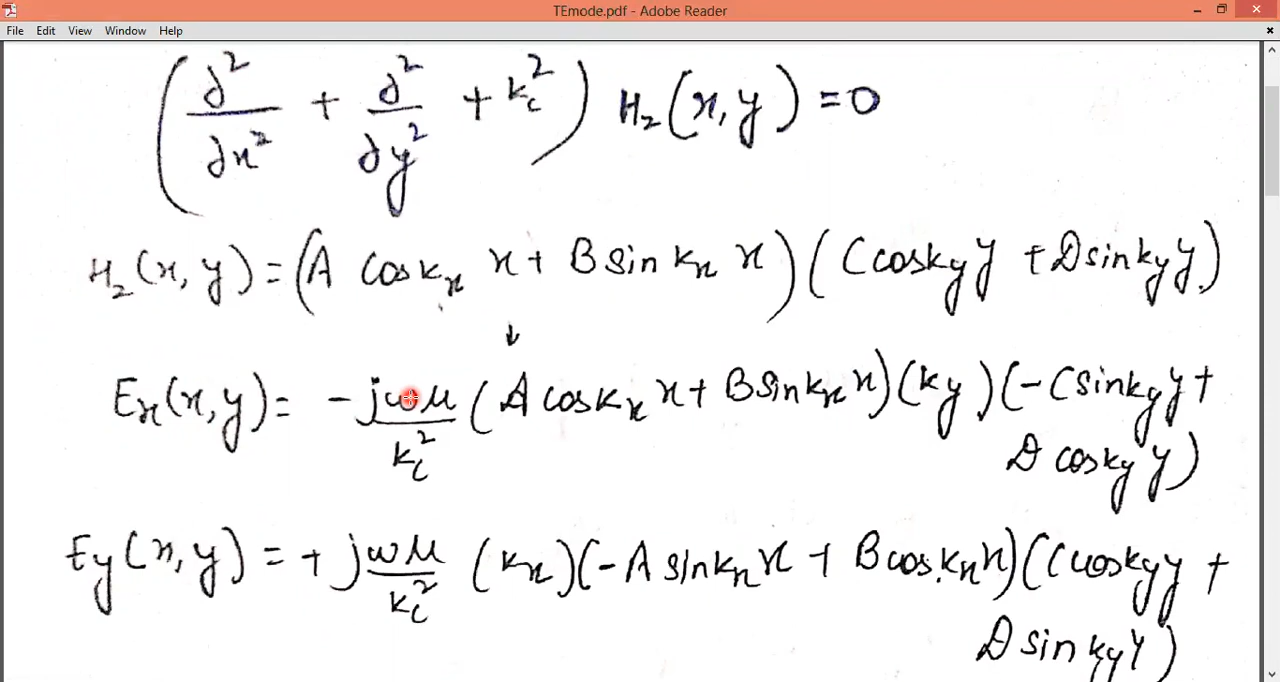 TEmode.pdf - Adobe Reader
File Edit View Window Help
(∂²/∂x² + ∂²/∂y² + k_c²) H_z(x, y) = 0
H_z(x, y) = (A cos k_x x + B sin k_x x)(C cos k_y y + D sin k_y y)
↓
E_x(x, y) = -jωμ/k_c² (A cos k_x x + B sin k_x x)(k_y)(-C sin k_y y +
D cos k_y y)
E_y(x, y) = + jωμ/k_c² (k_x)(-A sin k_x x + B cos k_x x)(C cos k_y y +
D sin k_y y)